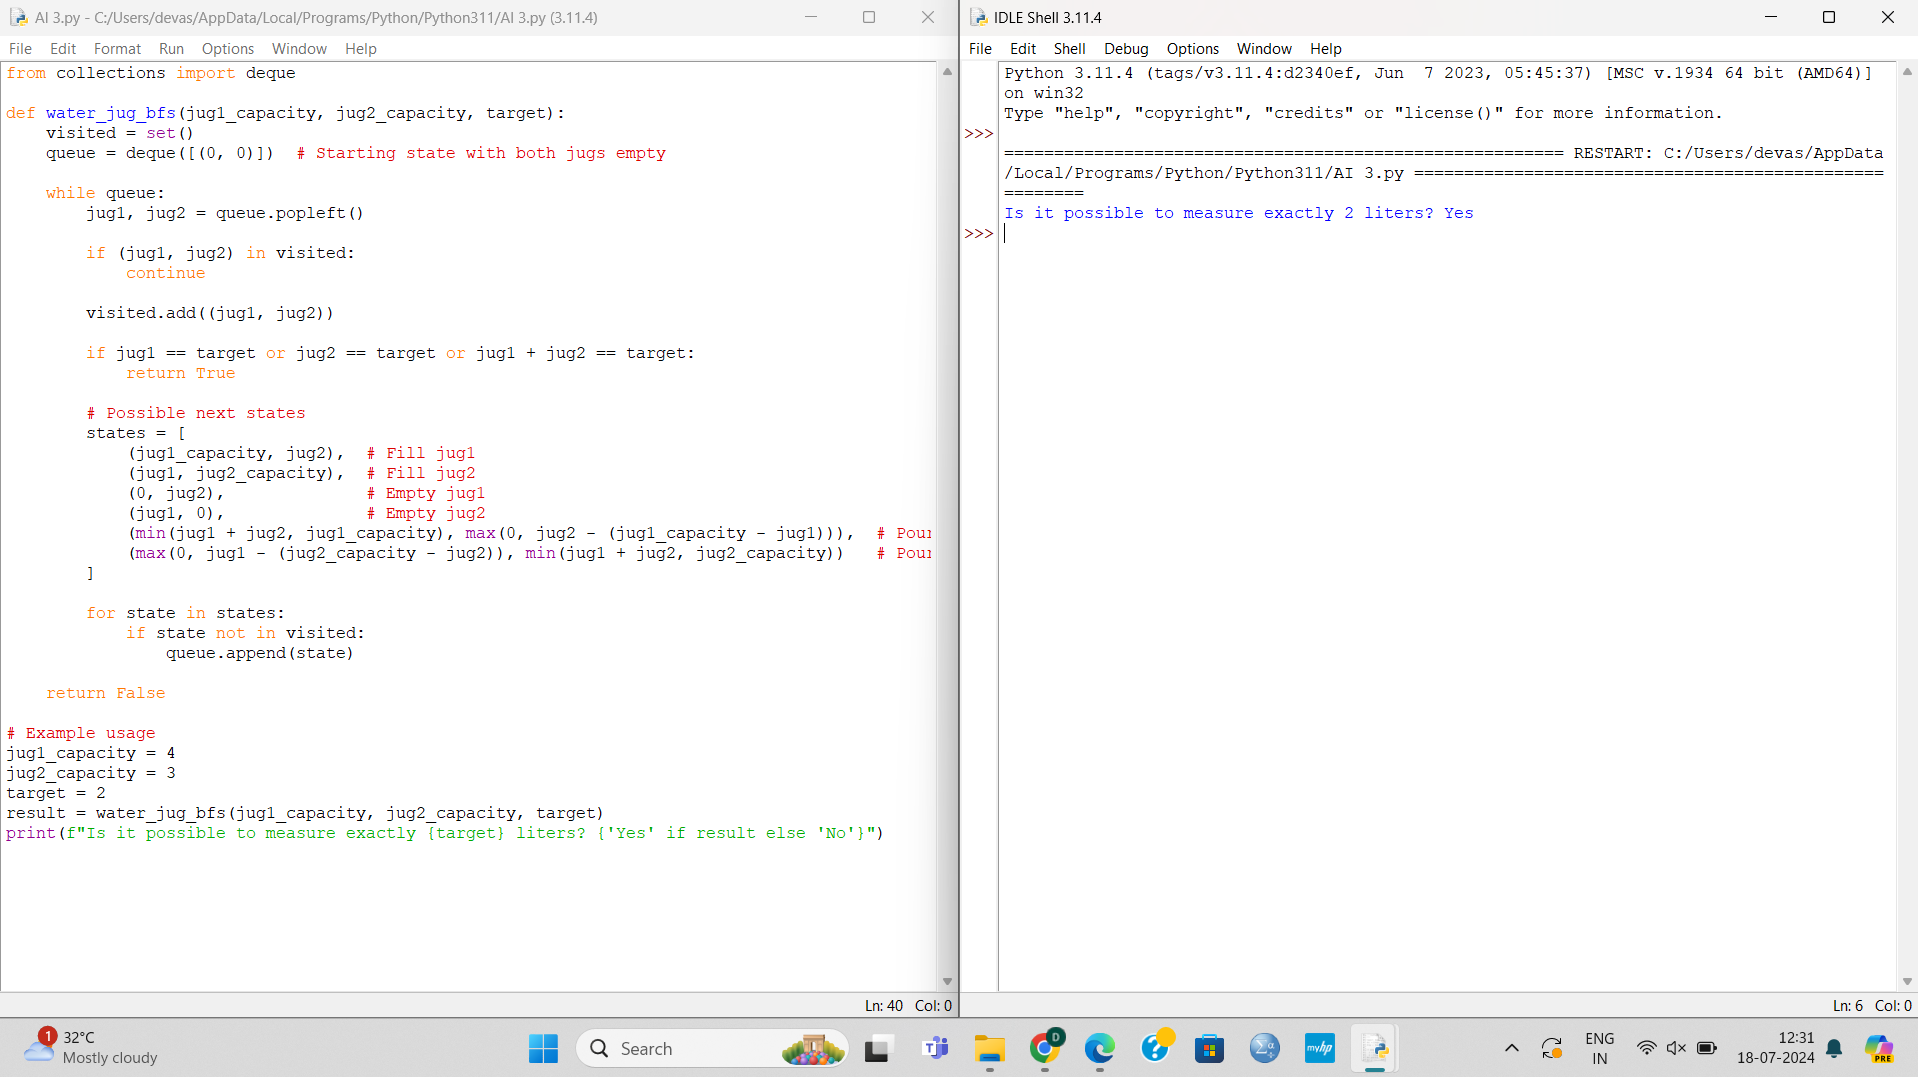 AI 3.py - C:/Users/devas/AppData/Local/Programs/Python/Python311/AI 3.py (3.11.4)
File Edit Format Run Options Window Help
from collections import deque
def water_jug_bfs(jug1_capacity, jug2_capacity, target):
    visited = set()
    queue = deque([(0, 0)])  # Starting state with both jugs empty
    while queue:
        jug1, jug2 = queue.popleft()
        if (jug1, jug2) in visited:
            continue
        visited.add((jug1, jug2))
        if jug1 == target or jug2 == target or jug1 + jug2 == target:
            return True
        # Possible next states
        states = [
            (jug1_capacity, jug2),  # Fill jug1
            (jug1, jug2_capacity),  # Fill jug2
            (0, jug2),              # Empty jug1
            (jug1, 0),              # Empty jug2
            (min(jug1 + jug2, jug1_capacity), max(0, jug2 - (jug1_capacity - jug1))),  # Pour
            (max(0, jug1 - (jug2_capacity - jug2)), min(jug1 + jug2, jug2_capacity))   # Pour
        ]
        for state in states:
            if state not in visited:
                queue.append(state)
    return False
# Example usage
jug1_capacity = 4
jug2_capacity = 3
target = 2
result = water_jug_bfs(jug1_capacity, jug2_capacity, target)
print(f"Is it possible to measure exactly {target} liters? {'Yes' if result else 'No'}")
Ln: 40 Col: 0
IDLE Shell 3.11.4
File Edit Shell Debug Options Window Help
Python 3.11.4 (tags/v3.11.4:d2340ef, Jun  7 2023, 05:45:37) [MSC v.1934 64 bit (AMD64)]
on win32
Type "help", "copyright", "credits" or "license()" for more information.
>>>
======================================================== RESTART: C:/Users/devas/AppData
/Local/Programs/Python/Python311/AI 3.py ===============================================
========
Is it possible to measure exactly 2 liters? Yes
>>>
Ln: 6 Col: 0
1
32°C
Mostly cloudy
Search
D
T
Σα
myhp
ENG
IN
12:31
18-07-2024
PRE